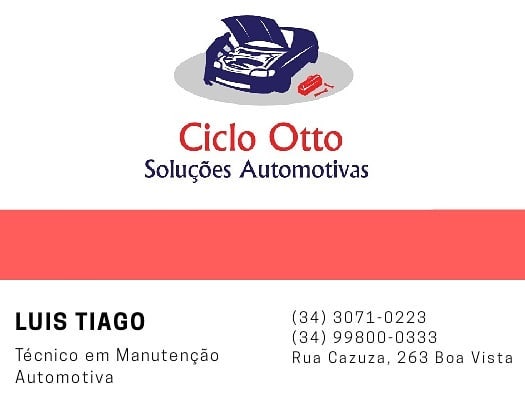 Ciclo Otto
Soluções Automotivas
LUIS TIAGO
Técnico em Manutenção
Automotiva
(34) 3071-0223
(34) 99800-0333
Rua Cazuza, 263 Boa Vista